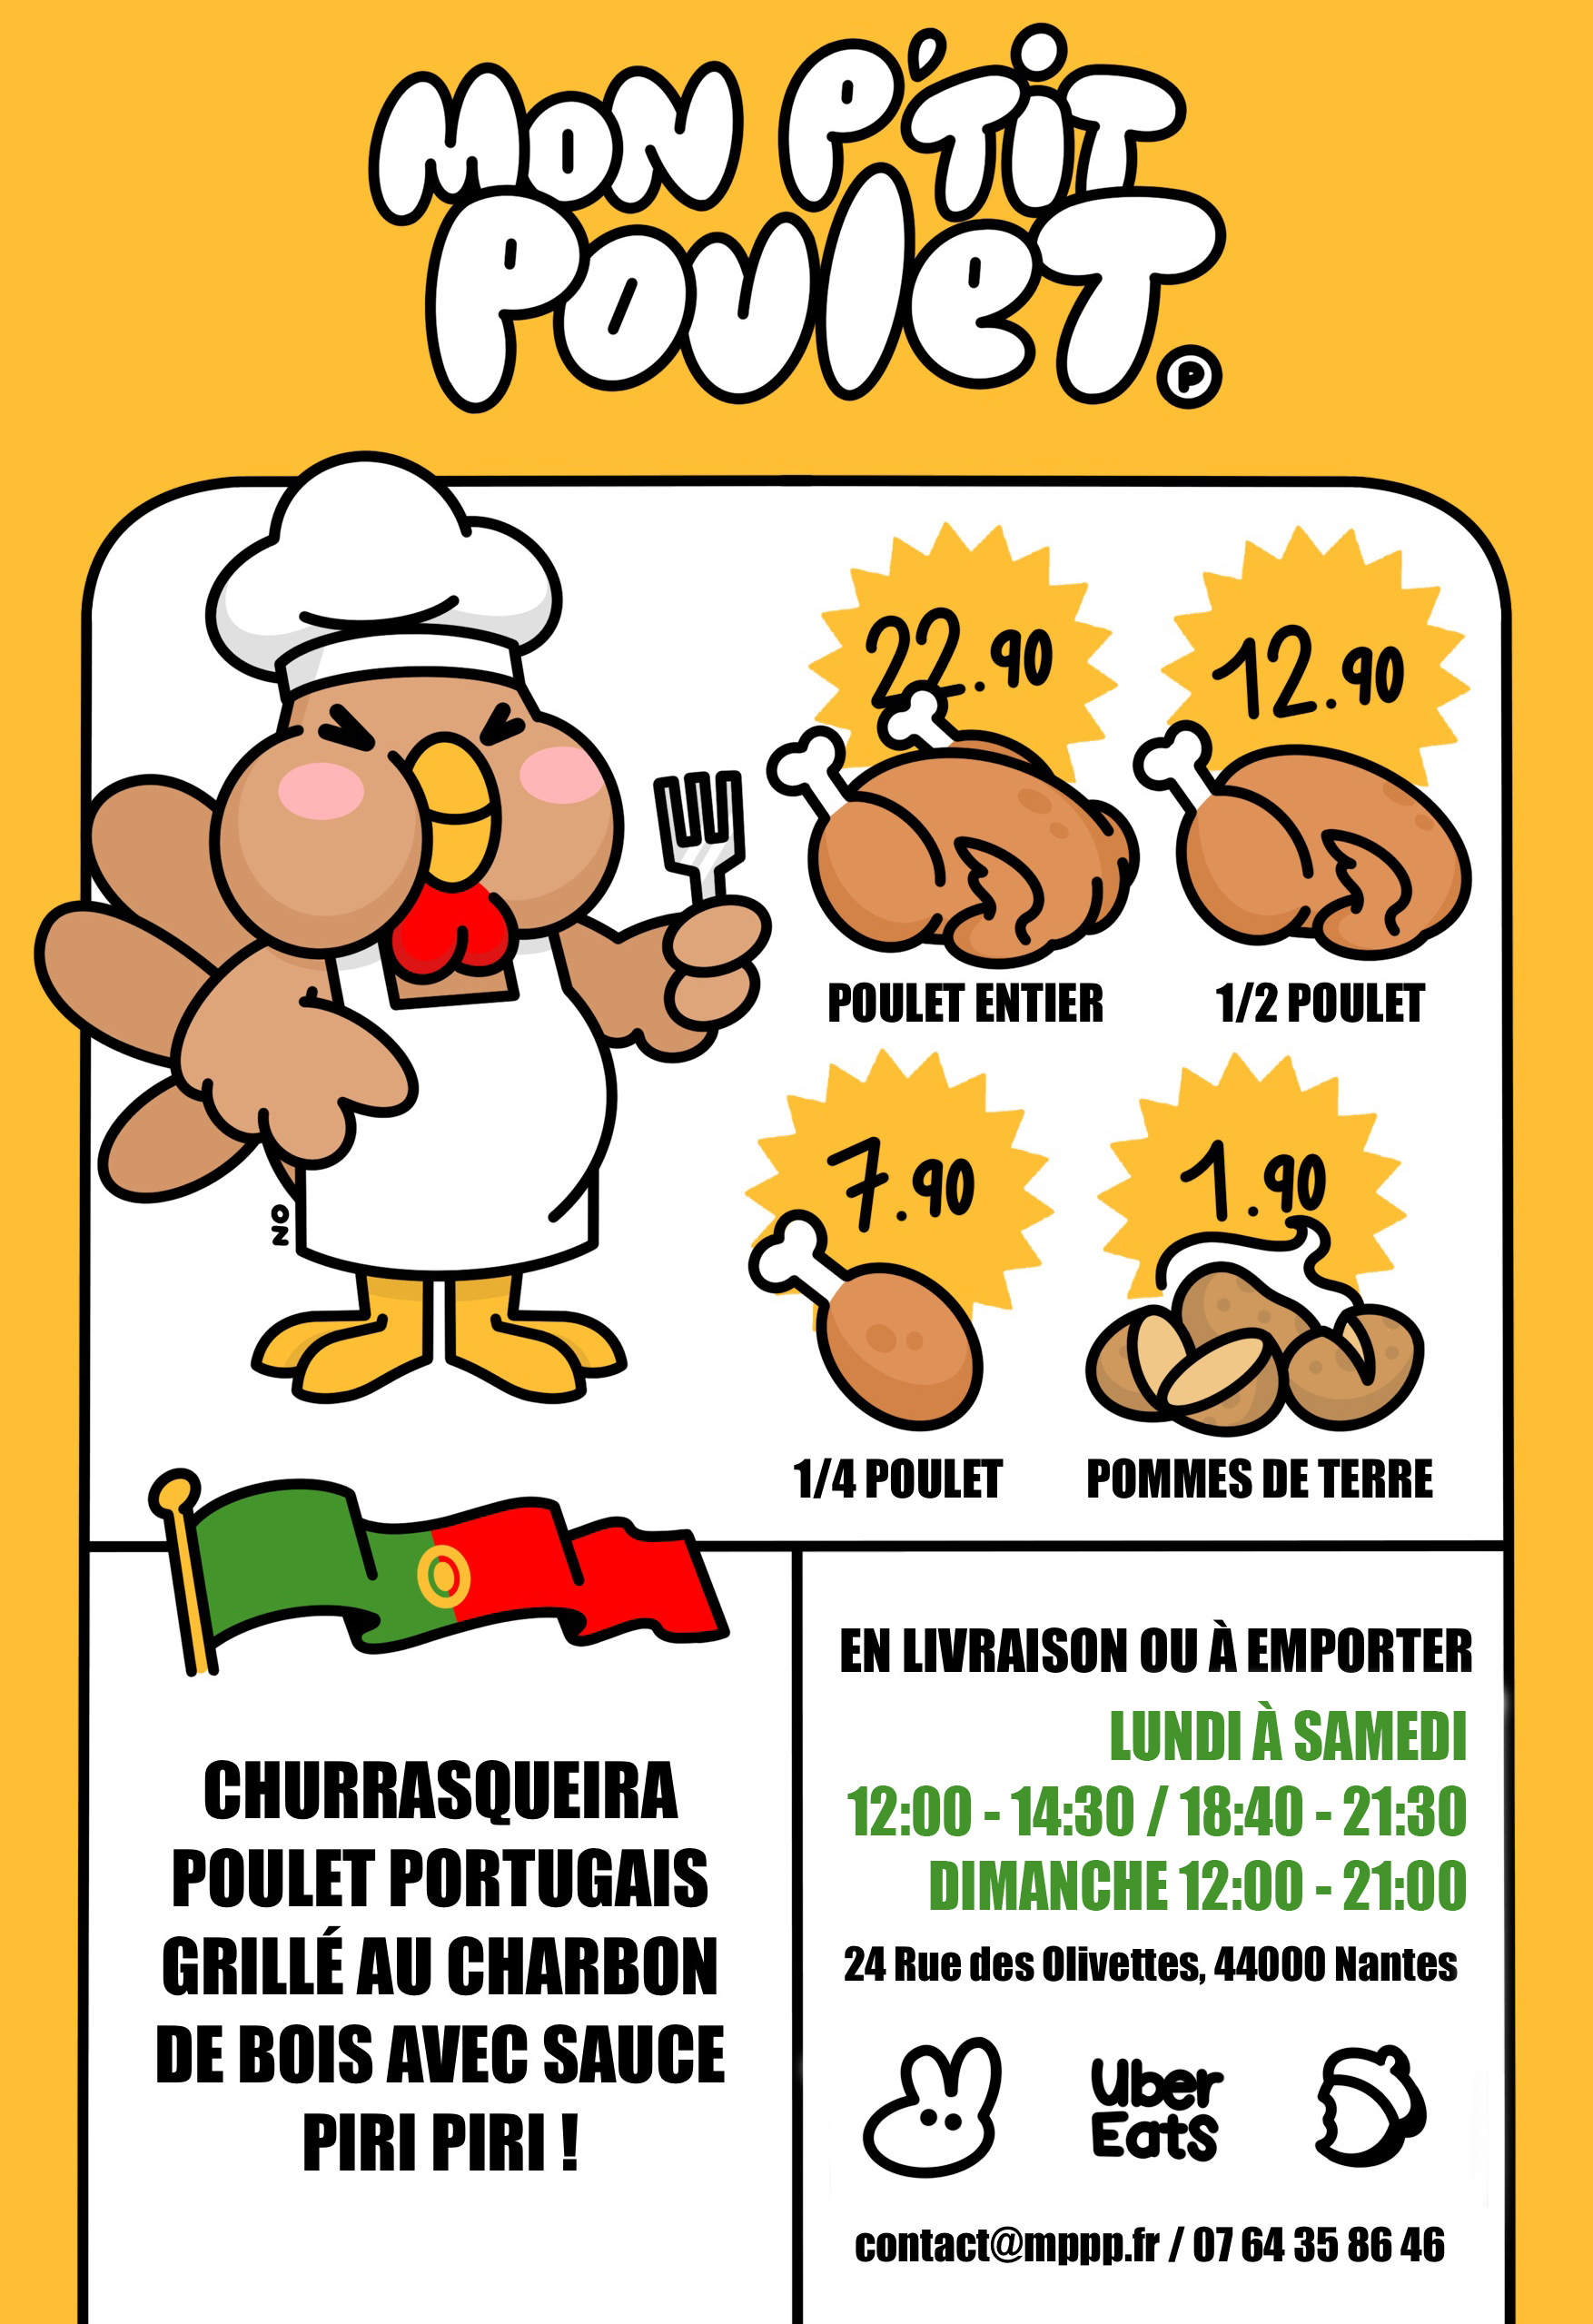 MON P'TIT
POULET
P
22.90
12.90
POULET ENTIER
1/2 POULET
7.90
1.90
1/4 POULET
POMMES DE TERRE
ZO
CHURRASQUEIRA
POULET PORTUGAIS
GRILLÉ AU CHARBON
DE BOIS AVEC SAUCE
PIRI PIRI !
EN LIVRAISON OU À EMPORTER
LUNDI À SAMEDI
12:00 - 14:30 / 18:40 - 21:30
DIMANCHE 12:00 - 21:00
24 Rue des Olivettes, 44000 Nantes
Uber
Eats
contact@mppp.fr / 07 64 35 86 46